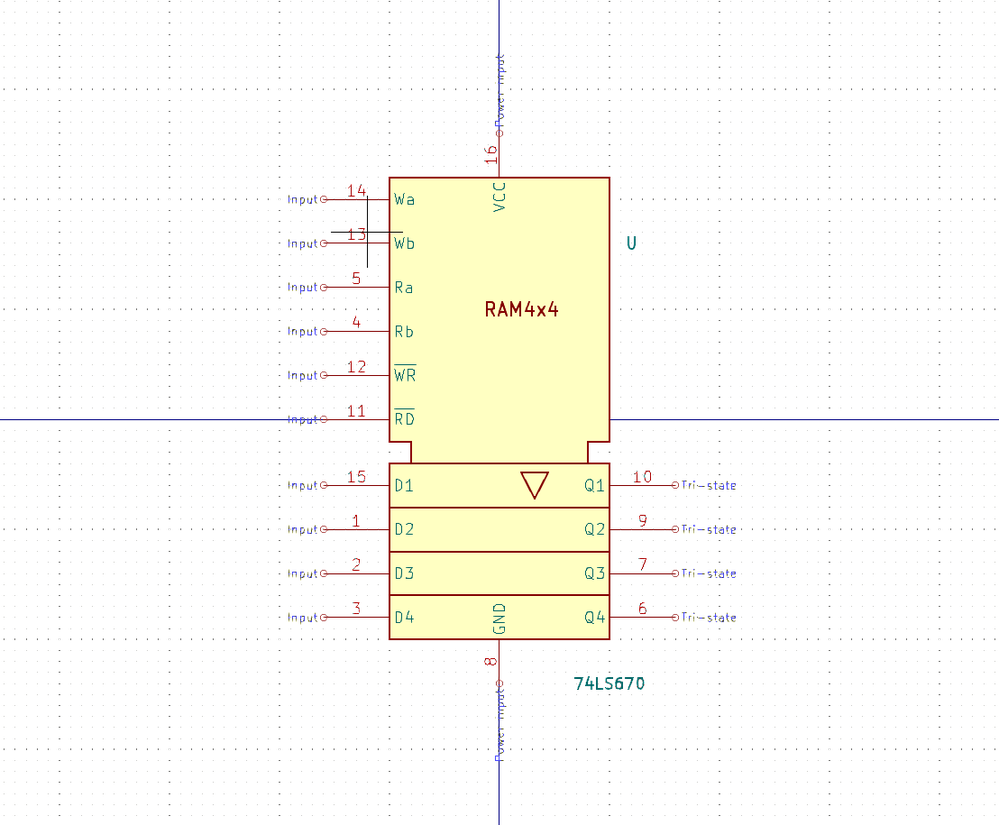 Power input
16
VCC
Input 14 Wa
U
Input 13 Wb
Input 5 Ra
RAM4x4
Input 4 Rb
Input 12 WR
Input 11 RD
Input 15 D1 Q1 10 Tri-state
Input 1 D2 Q2 9 Tri-state
Input 2 D3 Q3 7 Tri-state
Input 3 D4 Q4 6 Tri-state
GND
8
74LS670
Power input